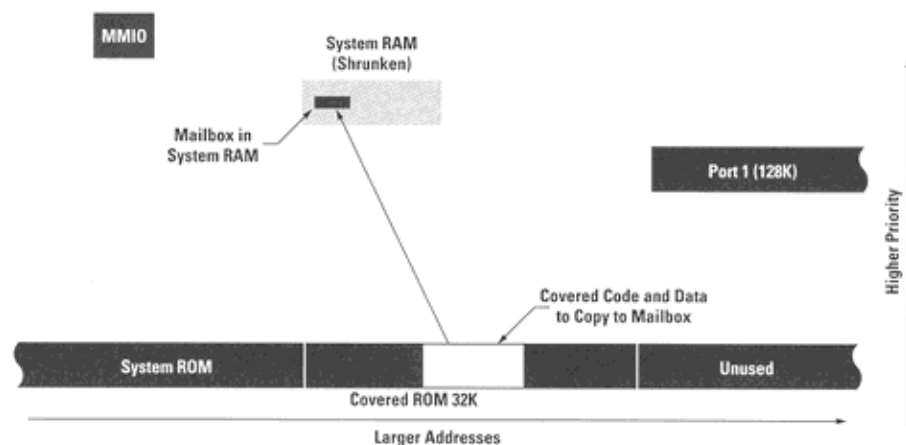 MMIO
System RAM
(Shrunken)
Mailbox in
System RAM
Port 1 (128K)
Higher Priority
Covered Code and Data
to Copy to Mailbox
System ROM
Unused
Covered ROM 32K
Larger Addresses